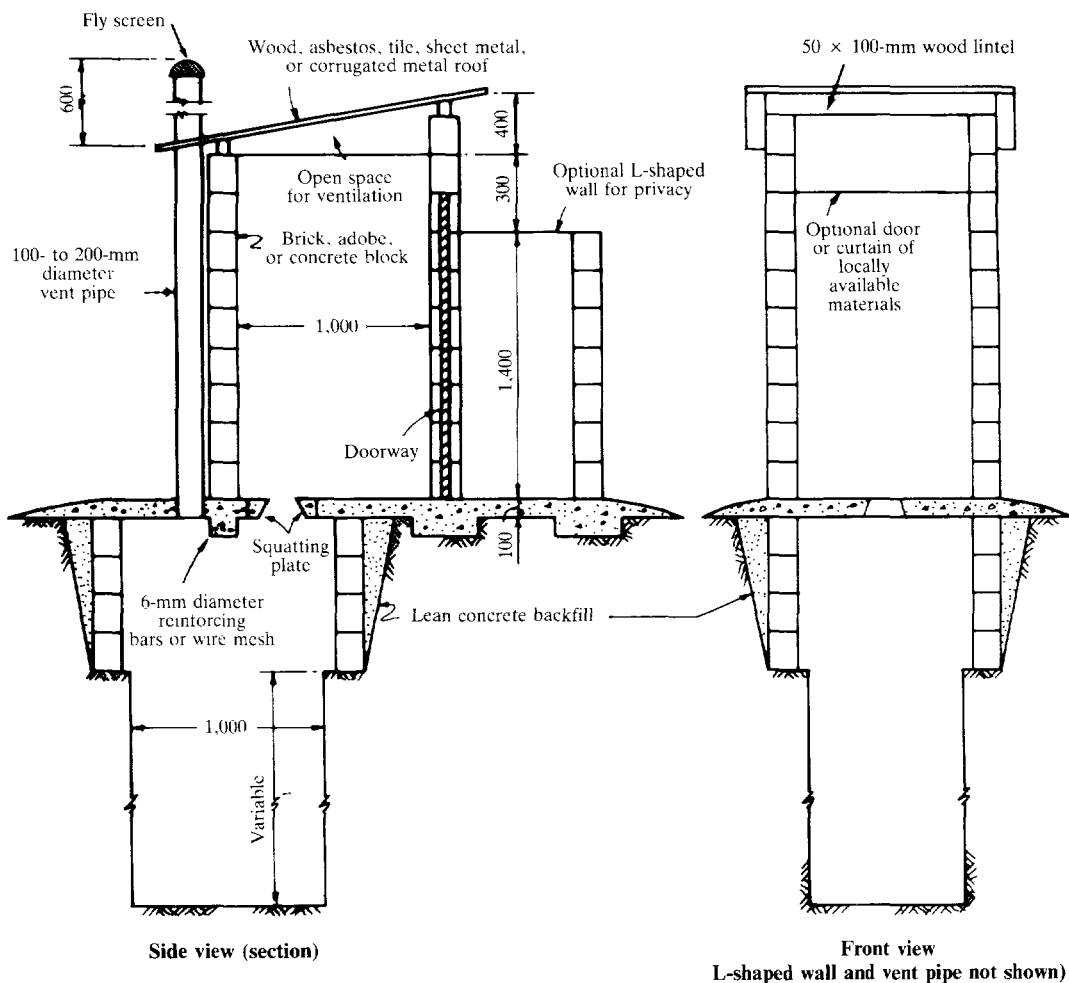 Fly screen
Wood, asbestos, tile, sheet metal,
or corrugated metal roof
50 × 100-mm wood lintel
600
400
Open space
for ventilation
300
Optional L-shaped
wall for privacy
Brick, adobe,
or concrete block
Optional door
or curtain of
locally
available
materials
100- to 200-mm
diameter
vent pipe
1,000
1,400
Doorway
Squatting
plate
100
6-mm diameter
reinforcing
bars or wire mesh
Lean concrete backfill
1,000
Variable
Side view (section)
Front view
L-shaped wall and vent pipe not shown)